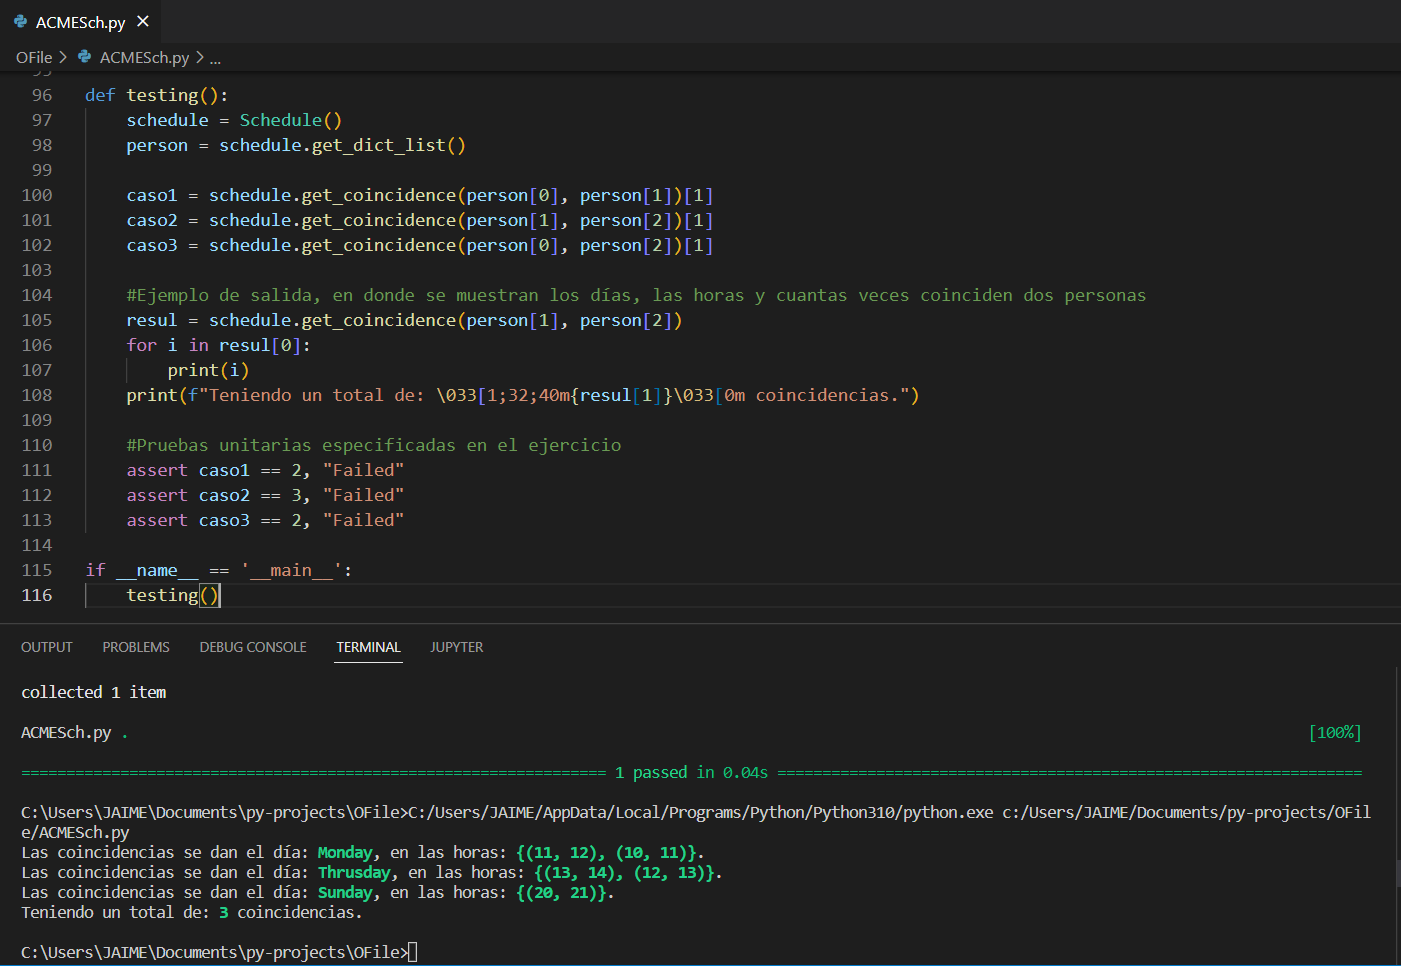 ACMESch.py
OFile > ACMESch.py > ...
95
96 def testing():
97 schedule = Schedule()
98 person = schedule.get_dict_list()
99
100 caso1 = schedule.get_coincidence(person[0], person[1])[1]
101 caso2 = schedule.get_coincidence(person[1], person[2])[1]
102 caso3 = schedule.get_coincidence(person[0], person[2])[1]
103
104 #Ejemplo de salida, en donde se muestran los días, las horas y cuantas veces coinciden dos personas
105 resul = schedule.get_coincidence(person[1], person[2])
106 for i in resul[0]:
107 print(i)
108 print(f"Teniendo un total de: \033[1;32;40m{resul[1]}\033[0m coincidencias.")
109
110 #Pruebas unitarias especificadas en el ejercicio
111 assert caso1 == 2, "Failed"
112 assert caso2 == 3, "Failed"
113 assert caso3 == 2, "Failed"
114
115 if __name__ == '__main__':
116 testing()
OUTPUT PROBLEMS DEBUG CONSOLE TERMINAL JUPYTER
collected 1 item
ACMESch.py . [100%]
================================================================= 1 passed in 0.04s =================================================================
C:\Users\JAIME\Documents\py-projects\OFile>C:/Users/JAIME/AppData/Local/Programs/Python/Python310/python.exe c:/Users/JAIME/Documents/py-projects/OFil
e/ACMESch.py
Las coincidencias se dan el día: Monday, en las horas: {(11, 12), (10, 11)}.
Las coincidencias se dan el día: Thrusday, en las horas: {(13, 14), (12, 13)}.
Las coincidencias se dan el día: Sunday, en las horas: {(20, 21)}.
Teniendo un total de: 3 coincidencias.
C:\Users\JAIME\Documents\py-projects\OFile>